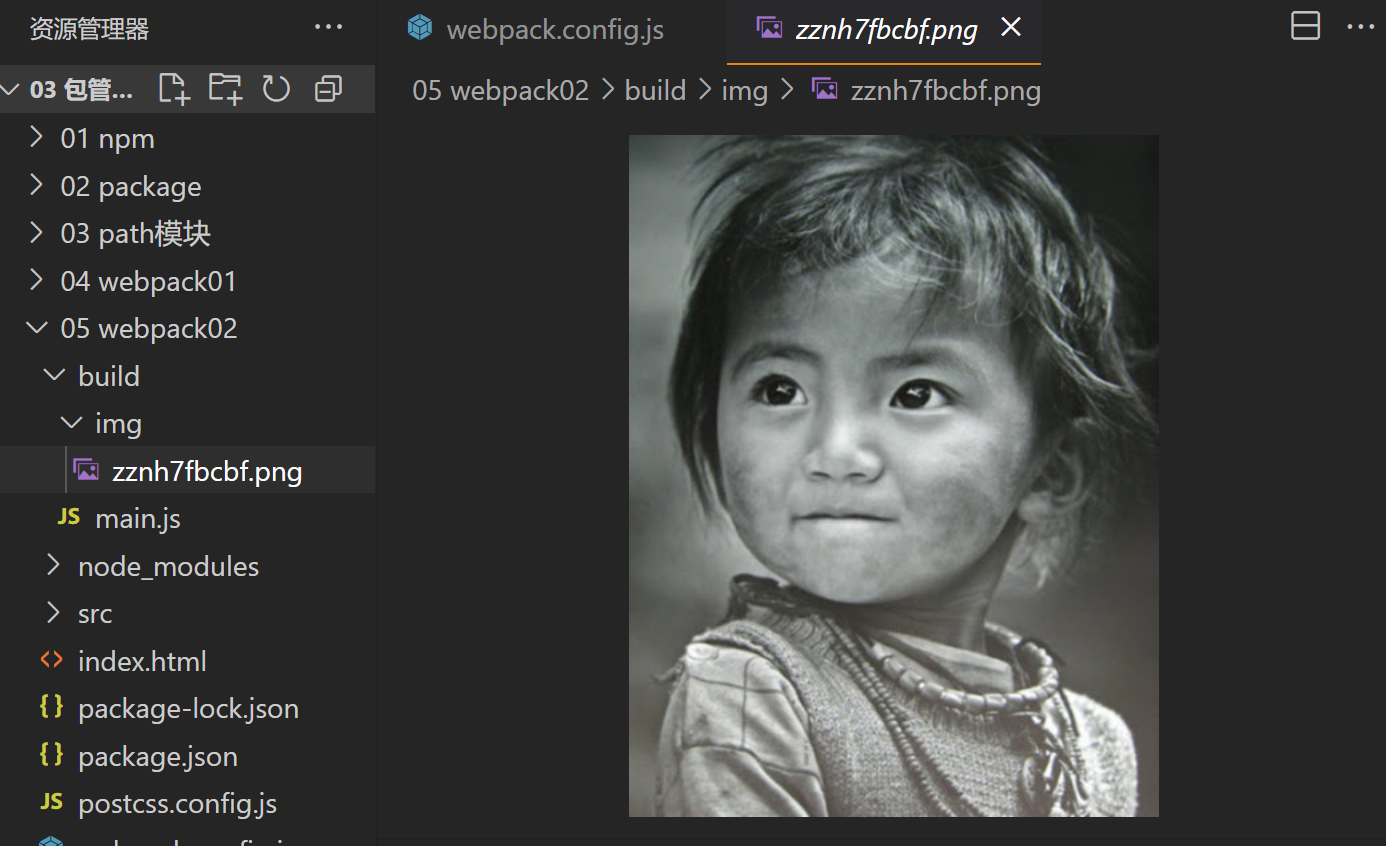 资源管理器 ···
webpack.config.js
zznh7fbcbf.png
03 包管...
05 webpack02 > build > img > zznh7fbcbf.png
01 npm
02 package
03 path模块
04 webpack01
05 webpack02
build
img
zznh7fbcbf.png
JS main.js
node_modules
src
index.html
{} package-lock.json
{} package.json
JS postcss.config.js